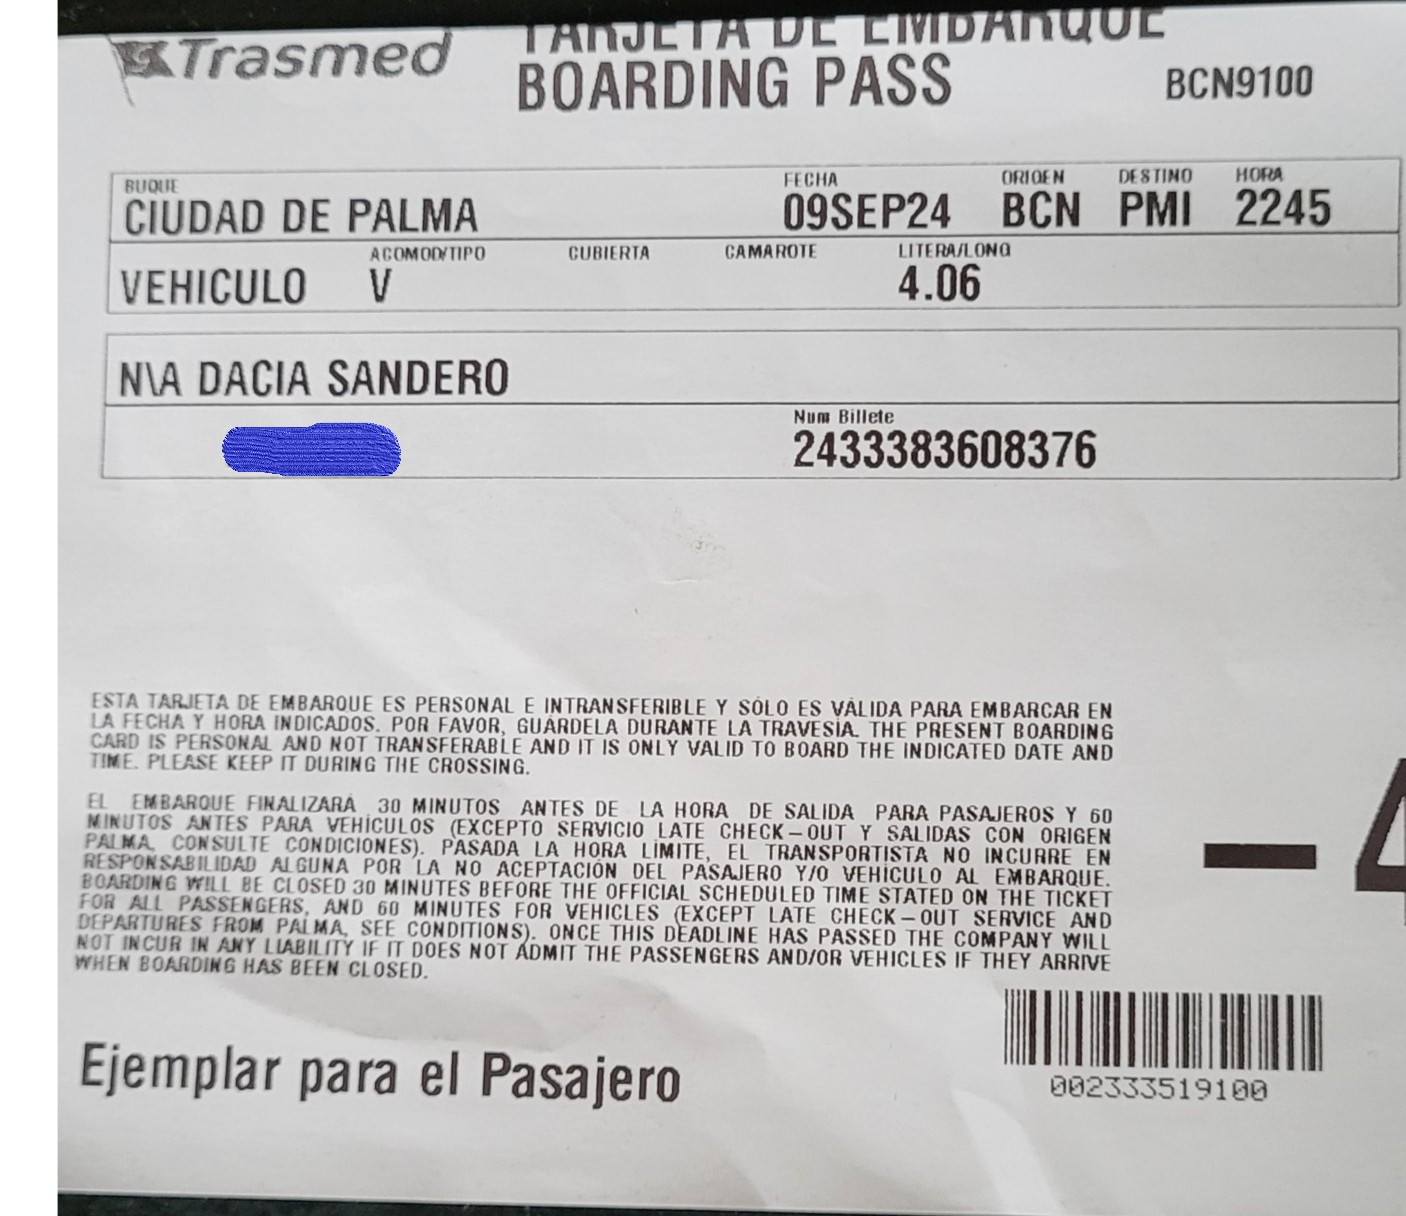 Trasmed
TARJETA DE EMBARQUE
BOARDING PASS
BCN9100
BUQUE FECHA ORIGEN DESTINO HORA
CIUDAD DE PALMA 09SEP24 BCN PMI 2245
ACOMOD/TIPO CUBIERTA CAMAROTE LITERA/LONG
VEHICULO V 4.06
N\A DACIA SANDERO
Num Billete
2433383608376
ESTA TARJETA DE EMBARQUE ES PERSONAL E INTRANSFERIBLE Y SÓLO ES VÁLIDA PARA EMBARCAR EN
LA FECHA Y HORA INDICADOS. POR FAVOR, GUÁRDELA DURANTE LA TRAVESÍA. THE PRESENT BOARDING
CARD IS PERSONAL AND NOT TRANSFERABLE AND IT IS ONLY VALID TO BOARD THE INDICATED DATE AND
TIME. PLEASE KEEP IT DURING THE CROSSING.
EL EMBARQUE FINALIZARÁ 30 MINUTOS ANTES DE LA HORA DE SALIDA PARA PASAJEROS Y 60
MINUTOS ANTES PARA VEHÍCULOS (EXCEPTO SERVICIO LATE CHECK-OUT Y SALIDAS CON ORIGEN
PALMA, CONSULTE CONDICIONES). PASADA LA HORA LÍMITE, EL TRANSPORTISTA NO INCURRE EN
RESPONSABILIDAD ALGUNA POR LA NO ACEPTACIÓN DEL PASAJERO Y/O VEHÍCULO AL EMBARQUE.
BOARDING WILL BE CLOSED 30 MINUTES BEFORE THE OFFICIAL SCHEDULED TIME STATED ON THE TICKET
FOR ALL PASSENGERS, AND 60 MINUTES FOR VEHICLES (EXCEPT LATE CHECK-OUT SERVICE AND
DEPARTURES FROM PALMA, SEE CONDITIONS). ONCE THIS DEADLINE HAS PASSED THE COMPANY WILL
NOT INCUR IN ANY LIABILITY IF IT DOES NOT ADMIT THE PASSENGERS AND/OR VEHICLES IF THEY ARRIVE
WHEN BOARDING HAS BEEN CLOSED.
-4
Ejemplar para el Pasajero
002333519100